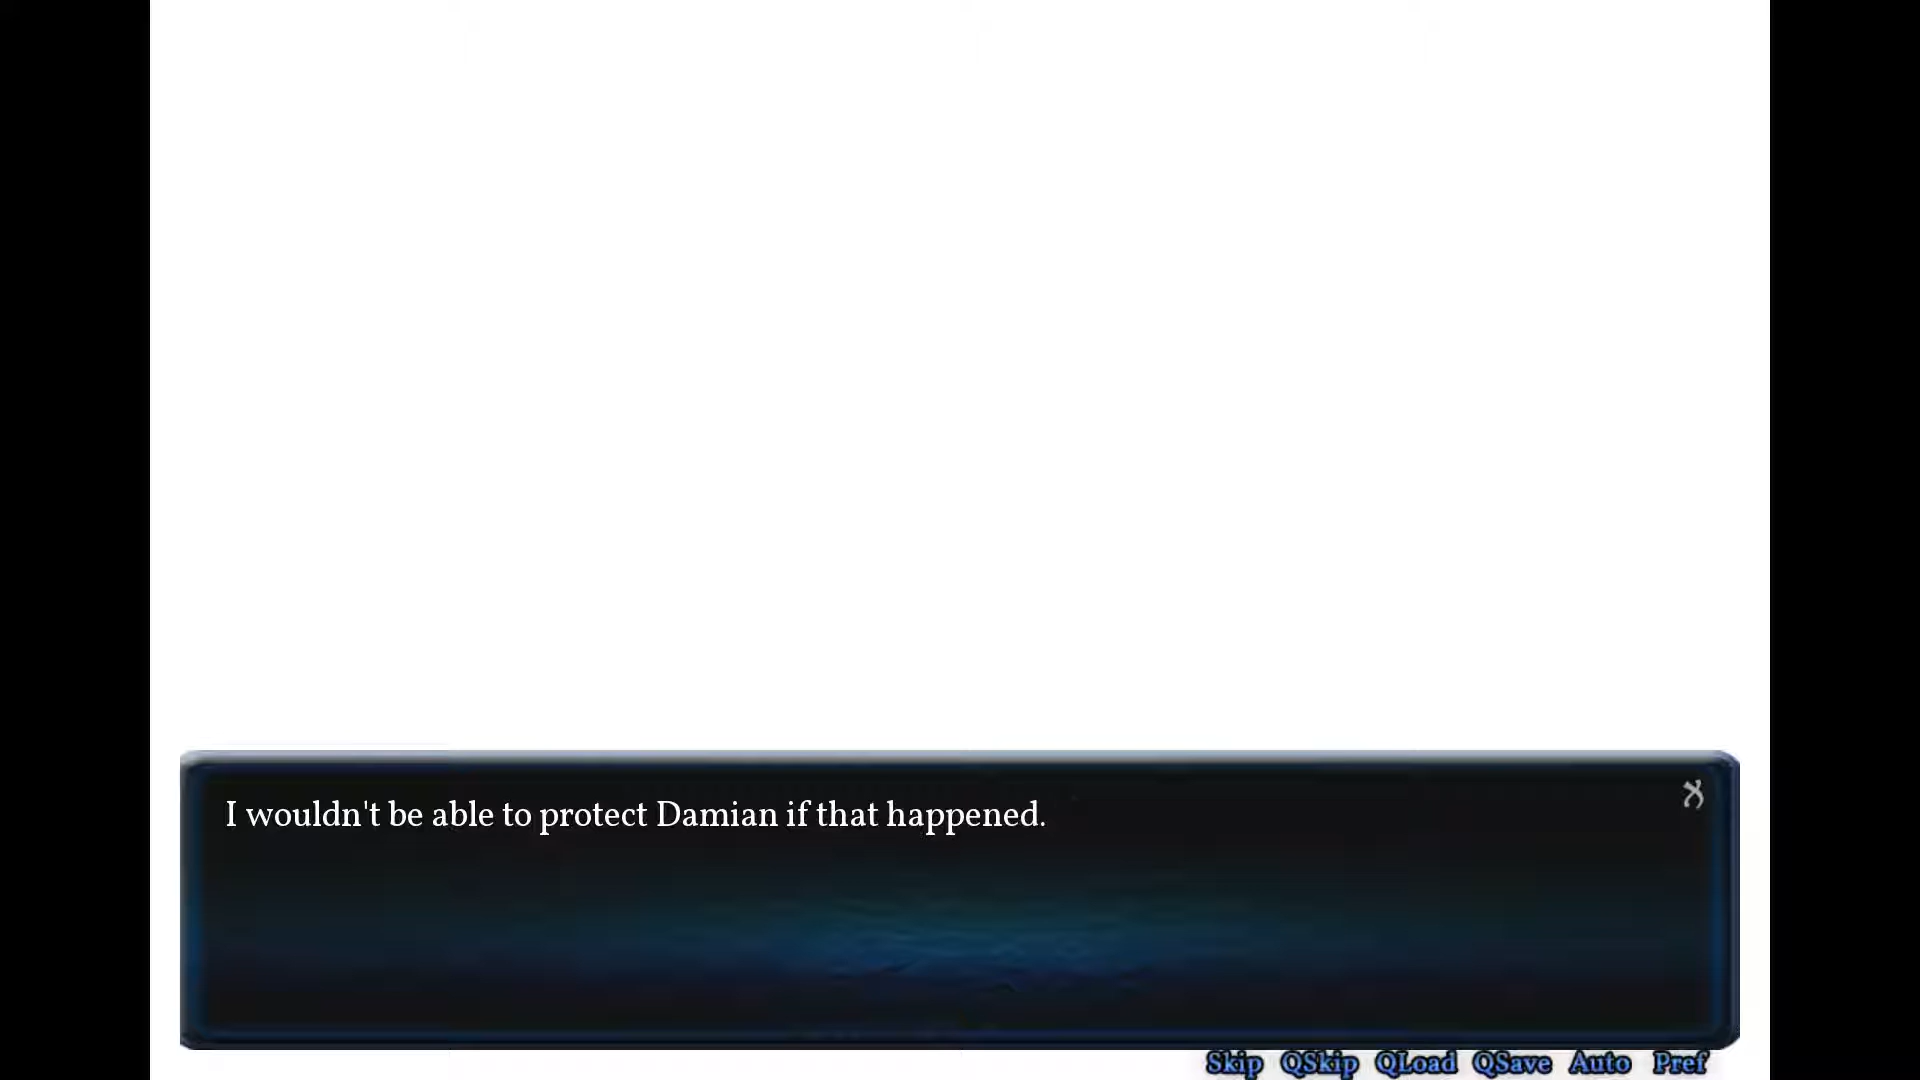 I wouldn't be able to protect Damian if that happened.
Skip QSkip QLoad QSave Auto Pref